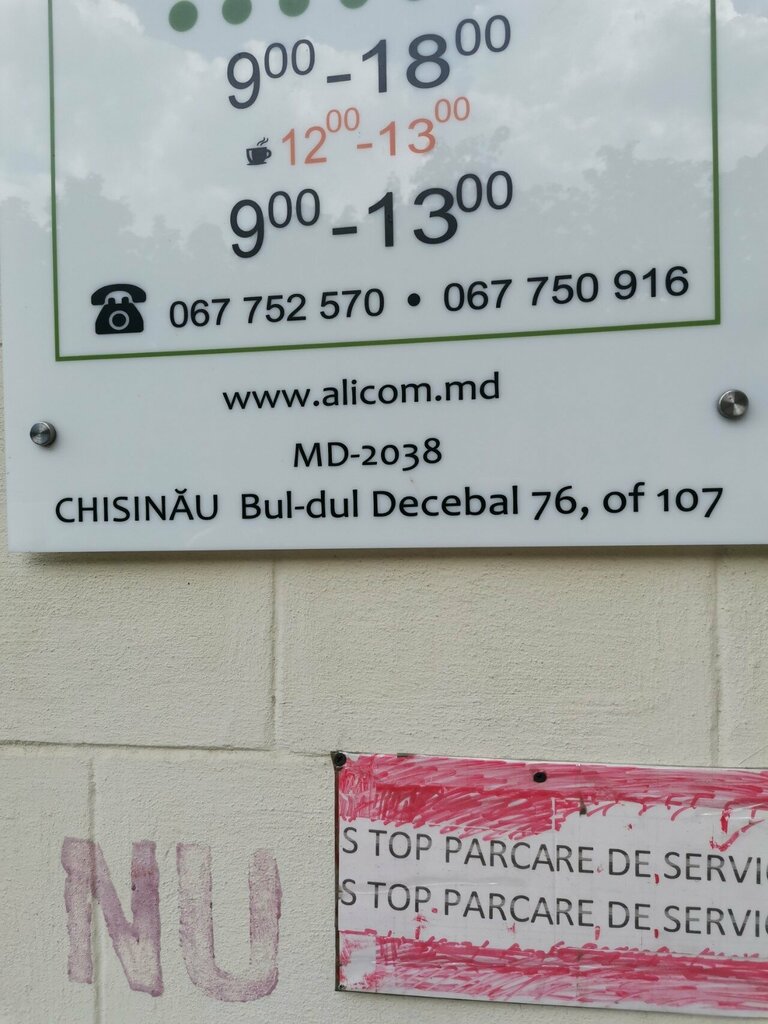 9⁰⁰-18⁰⁰
12⁰⁰-13⁰⁰
9⁰⁰-13⁰⁰
067 752 570 • 067 750 916
www.alicom.md
MD-2038
CHISINĂU Bul-dul Decebal 76, of 107
S TOP PARCARE DE SERVI
S TOP PARCARE DE SERVI
NU